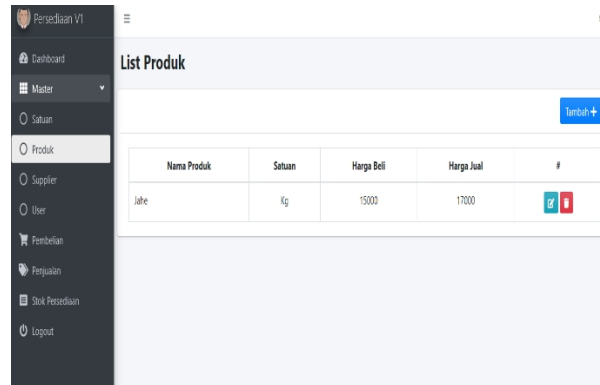 Persediaan V1
Dashboard
Master
Satuan
Produk
Supplier
User
Pembelian
Penjualan
Stok Persediaan
Logout
List Produk
Tambah +
Nama Produk Satuan Harga Beli Harga Jual #
Jahe Kg 15000 17000